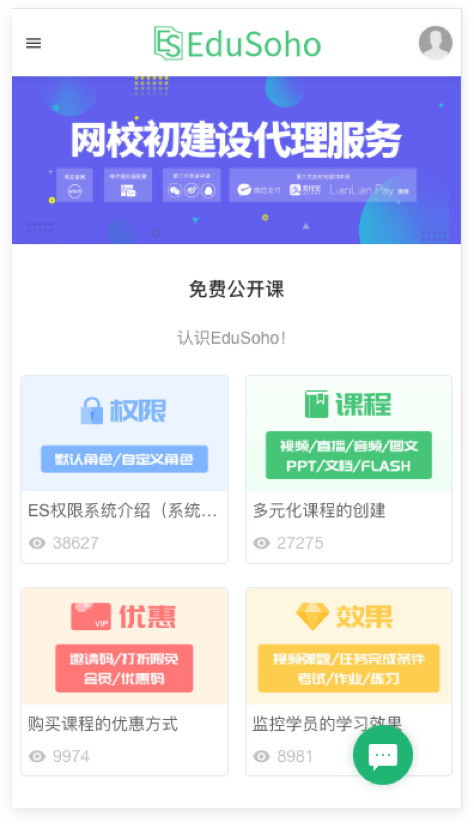 ES EduSoho
网校初建设代理服务
WWW
LianLian Pay
免费公开课
认识EduSoho！
权限
默认角色/自定义角色
ES权限系统介绍（系统...
38627
课程
视频/直播/音频/图文
PPT/文档/FLASH
多元化课程的创建
27275
VIP 优惠
邀请码/打折限免
会员/优惠码
购买课程的优惠方式
9974
效果
视频弹题/任务完成条件
考试/作业/练习
监控学员的学习效果
8981